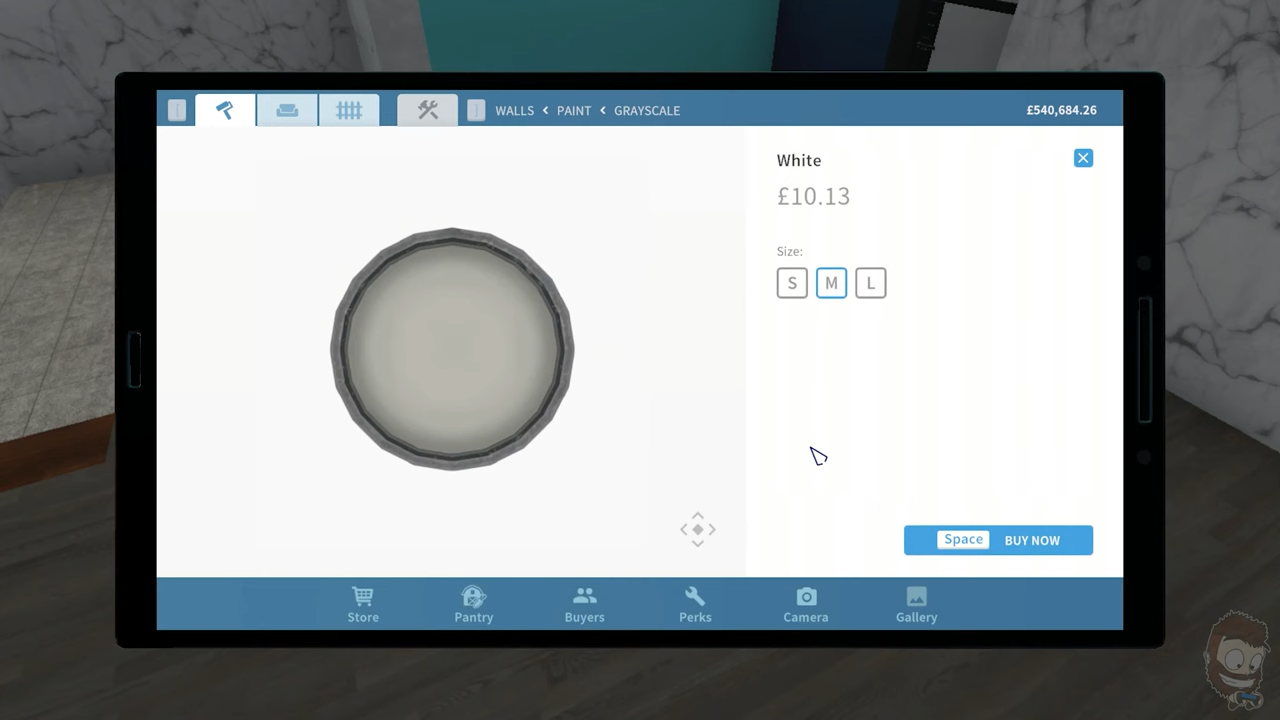 WALLS < PAINT < GRAYSCALE
£540,684.26
White
£10.13
Size:
S M L
Space BUY NOW
Store Pantry Buyers Perks Camera Gallery